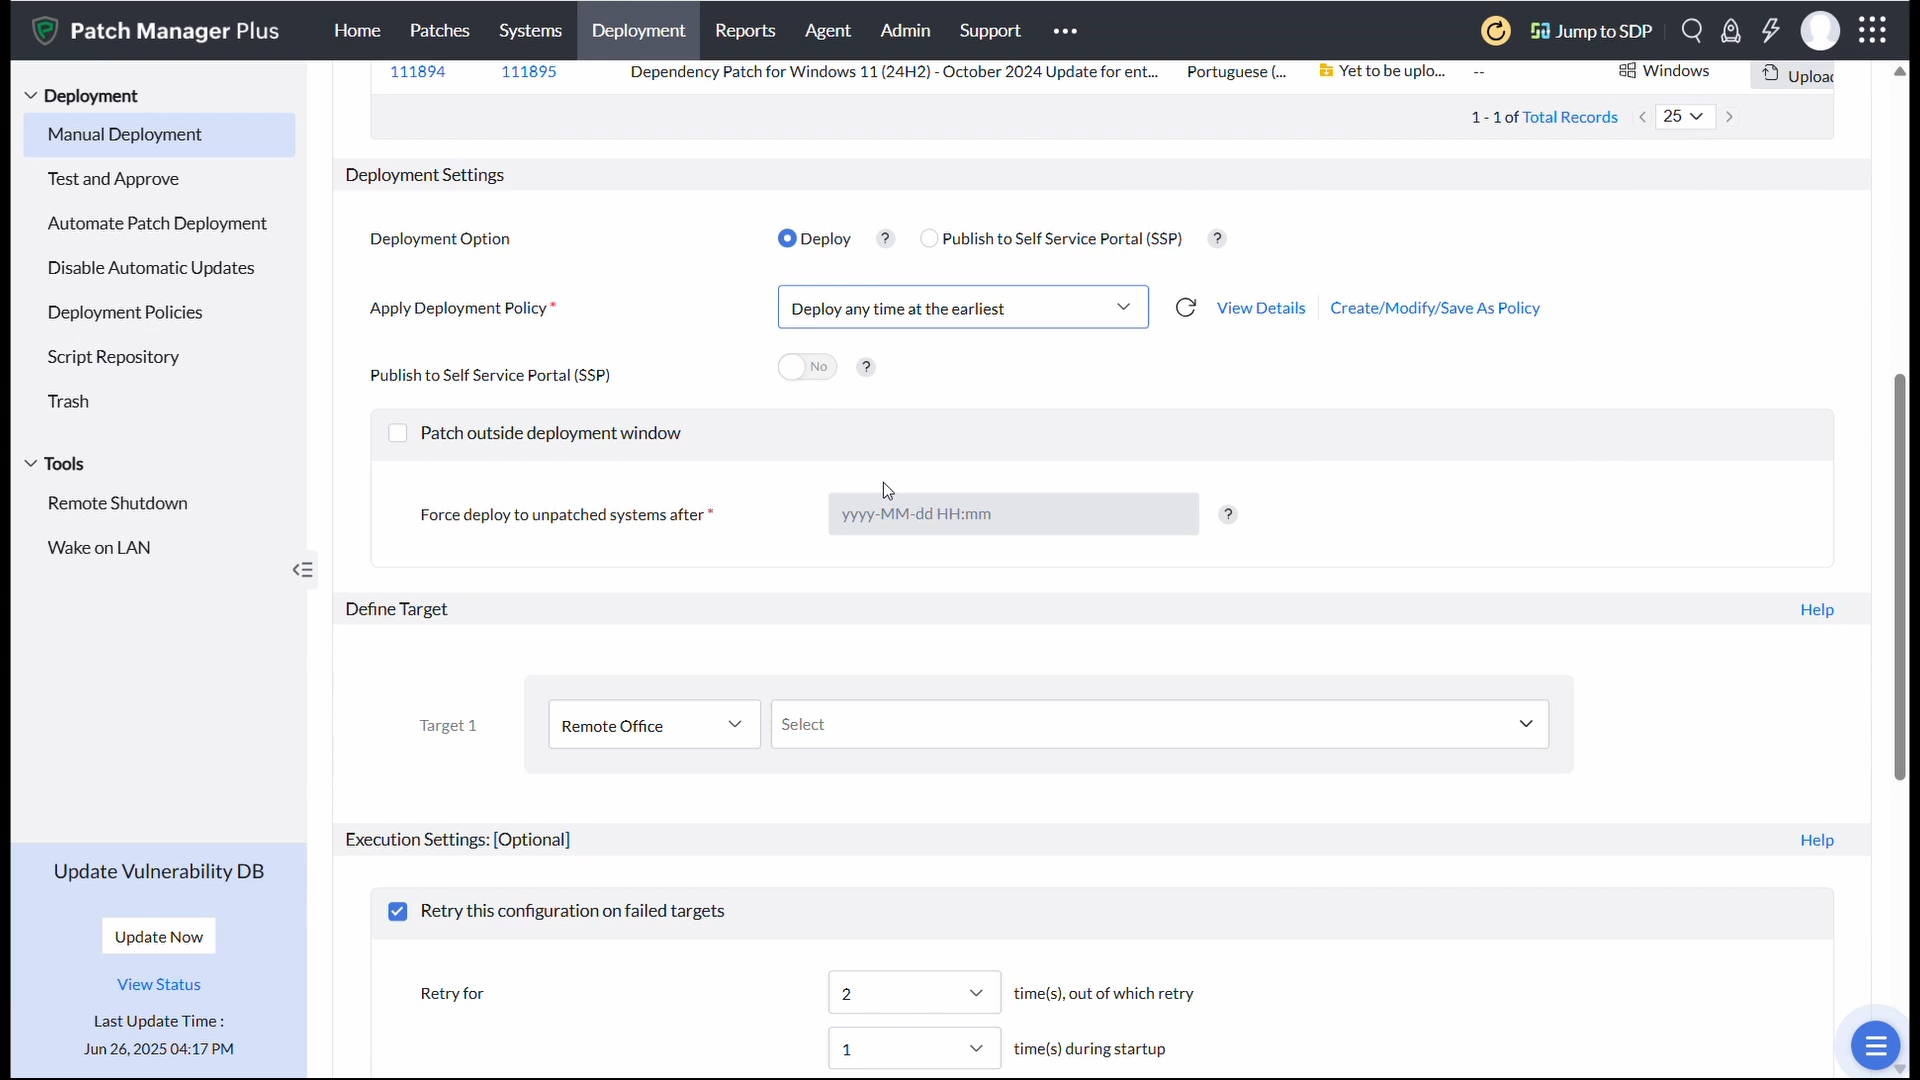 Patch Manager Plus
Home Patches Systems Deployment Reports Agent Admin Support •••
Jump to SDP
Deployment
Manual Deployment
Test and Approve
Automate Patch Deployment
Disable Automatic Updates
Deployment Policies
Script Repository
Trash
Tools
Remote Shutdown
Wake on LAN
Update Vulnerability DB
Update Now
View Status
Last Update Time :
Jun 26, 2025 04:17 PM
111894 111895 Dependency Patch for Windows 11 (24H2) - October 2024 Update for ent... Portuguese (... Yet to be uplo... -- Windows
1 - 1 of Total Records 25
Deployment Settings
Deployment Option Deploy ? Publish to Self Service Portal (SSP) ?
Apply Deployment Policy * Deploy any time at the earliest View Details Create/Modify/Save As Policy
Publish to Self Service Portal (SSP) No ?
Patch outside deployment window
Force deploy to unpatched systems after * yyyy-MM-dd HH:mm ?
Define Target Help
Target 1 Remote Office Select
Execution Settings: [Optional] Help
Retry this configuration on failed targets
Retry for 2 time(s), out of which retry
1 time(s) during startup